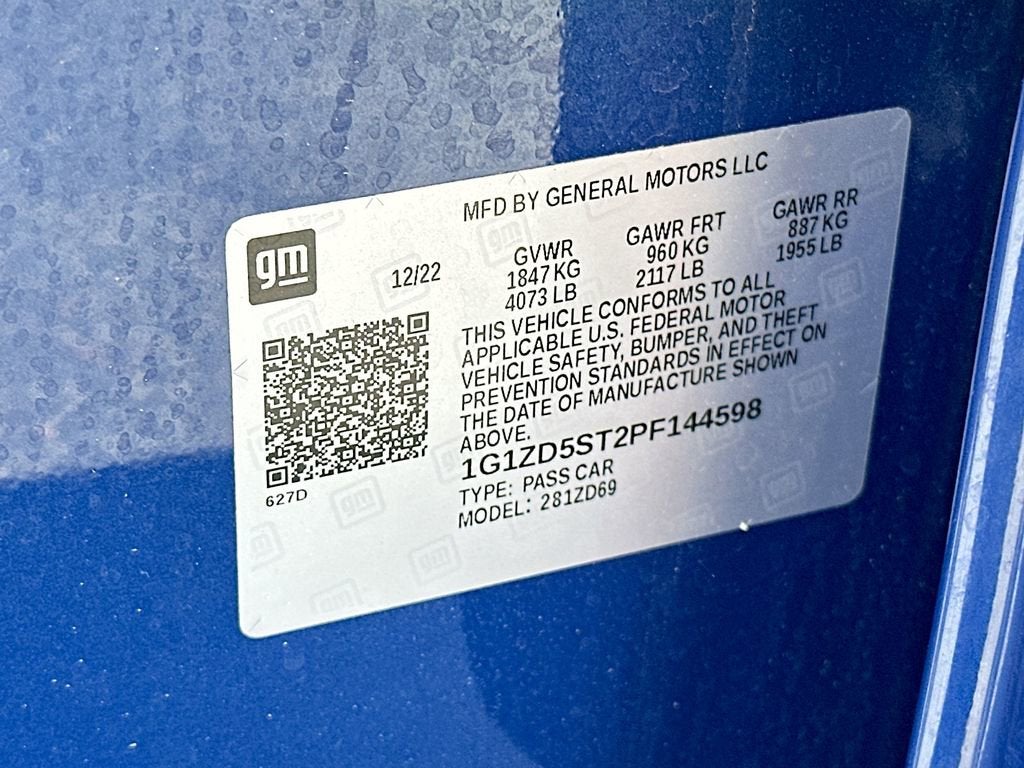 MFD BY GENERAL MOTORS LLC
gm
12/22
GVWR
1847 KG
4073 LB
GAWR FRT
960 KG
2117 LB
GAWR RR
887 KG
1955 LB
THIS VEHICLE CONFORMS TO ALL
APPLICABLE U.S. FEDERAL MOTOR
VEHICLE SAFETY, BUMPER, AND THEFT
PREVENTION STANDARDS IN EFFECT ON
THE DATE OF MANUFACTURE SHOWN
ABOVE.
1G1ZD5ST2PF144598
TYPE: PASS CAR
MODEL: 281ZD69
627D